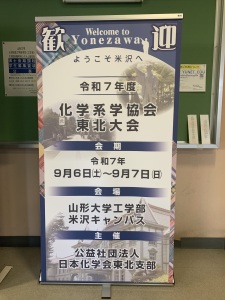 歓迎
Welcome to
Yonezawa
ようこそ米沢へ
令和7年度
化学系学協会
東北大会
会期
令和7年
9月6日(土)～9月7日(日)
会場
山形大学工学部
米沢キャンパス
主催
公益社団法人
日本化学会東北支部